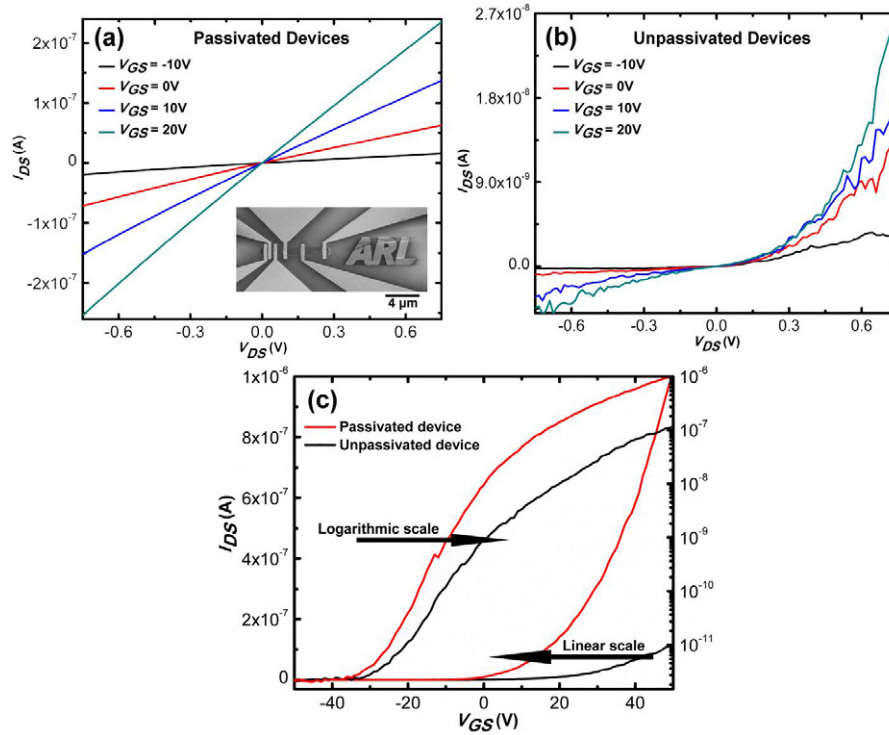 (a) Passivated Devices
V_GS = -10V
V_GS = 0V
V_GS = 10V
V_GS = 20V
2x10⁻⁷
1x10⁻⁷
0
-1x10⁻⁷
-2x10⁻⁷
I_DS (A)
ARL
4 μm
-0.6 -0.3 0.0 0.3 0.6
V_DS (V)
(b) Unpassivated Devices
V_GS = -10V
V_GS = 0V
V_GS = 10V
V_GS = 20V
2.7x10⁻⁸
1.8x10⁻⁸
9.0x10⁻⁹
0.0
I_DS (A)
-0.6 -0.3 0.0 0.3 0.6
V_DS (V)
(c)
Passivated device
Unpassivated device
Logarithmic scale
Linear scale
1x10⁻⁶
8x10⁻⁷
6x10⁻⁷
4x10⁻⁷
2x10⁻⁷
0
I_DS (A)
10⁻⁶
10⁻⁷
10⁻⁸
10⁻⁹
10⁻¹⁰
10⁻¹¹
-40 -20 0 20 40
V_GS (V)